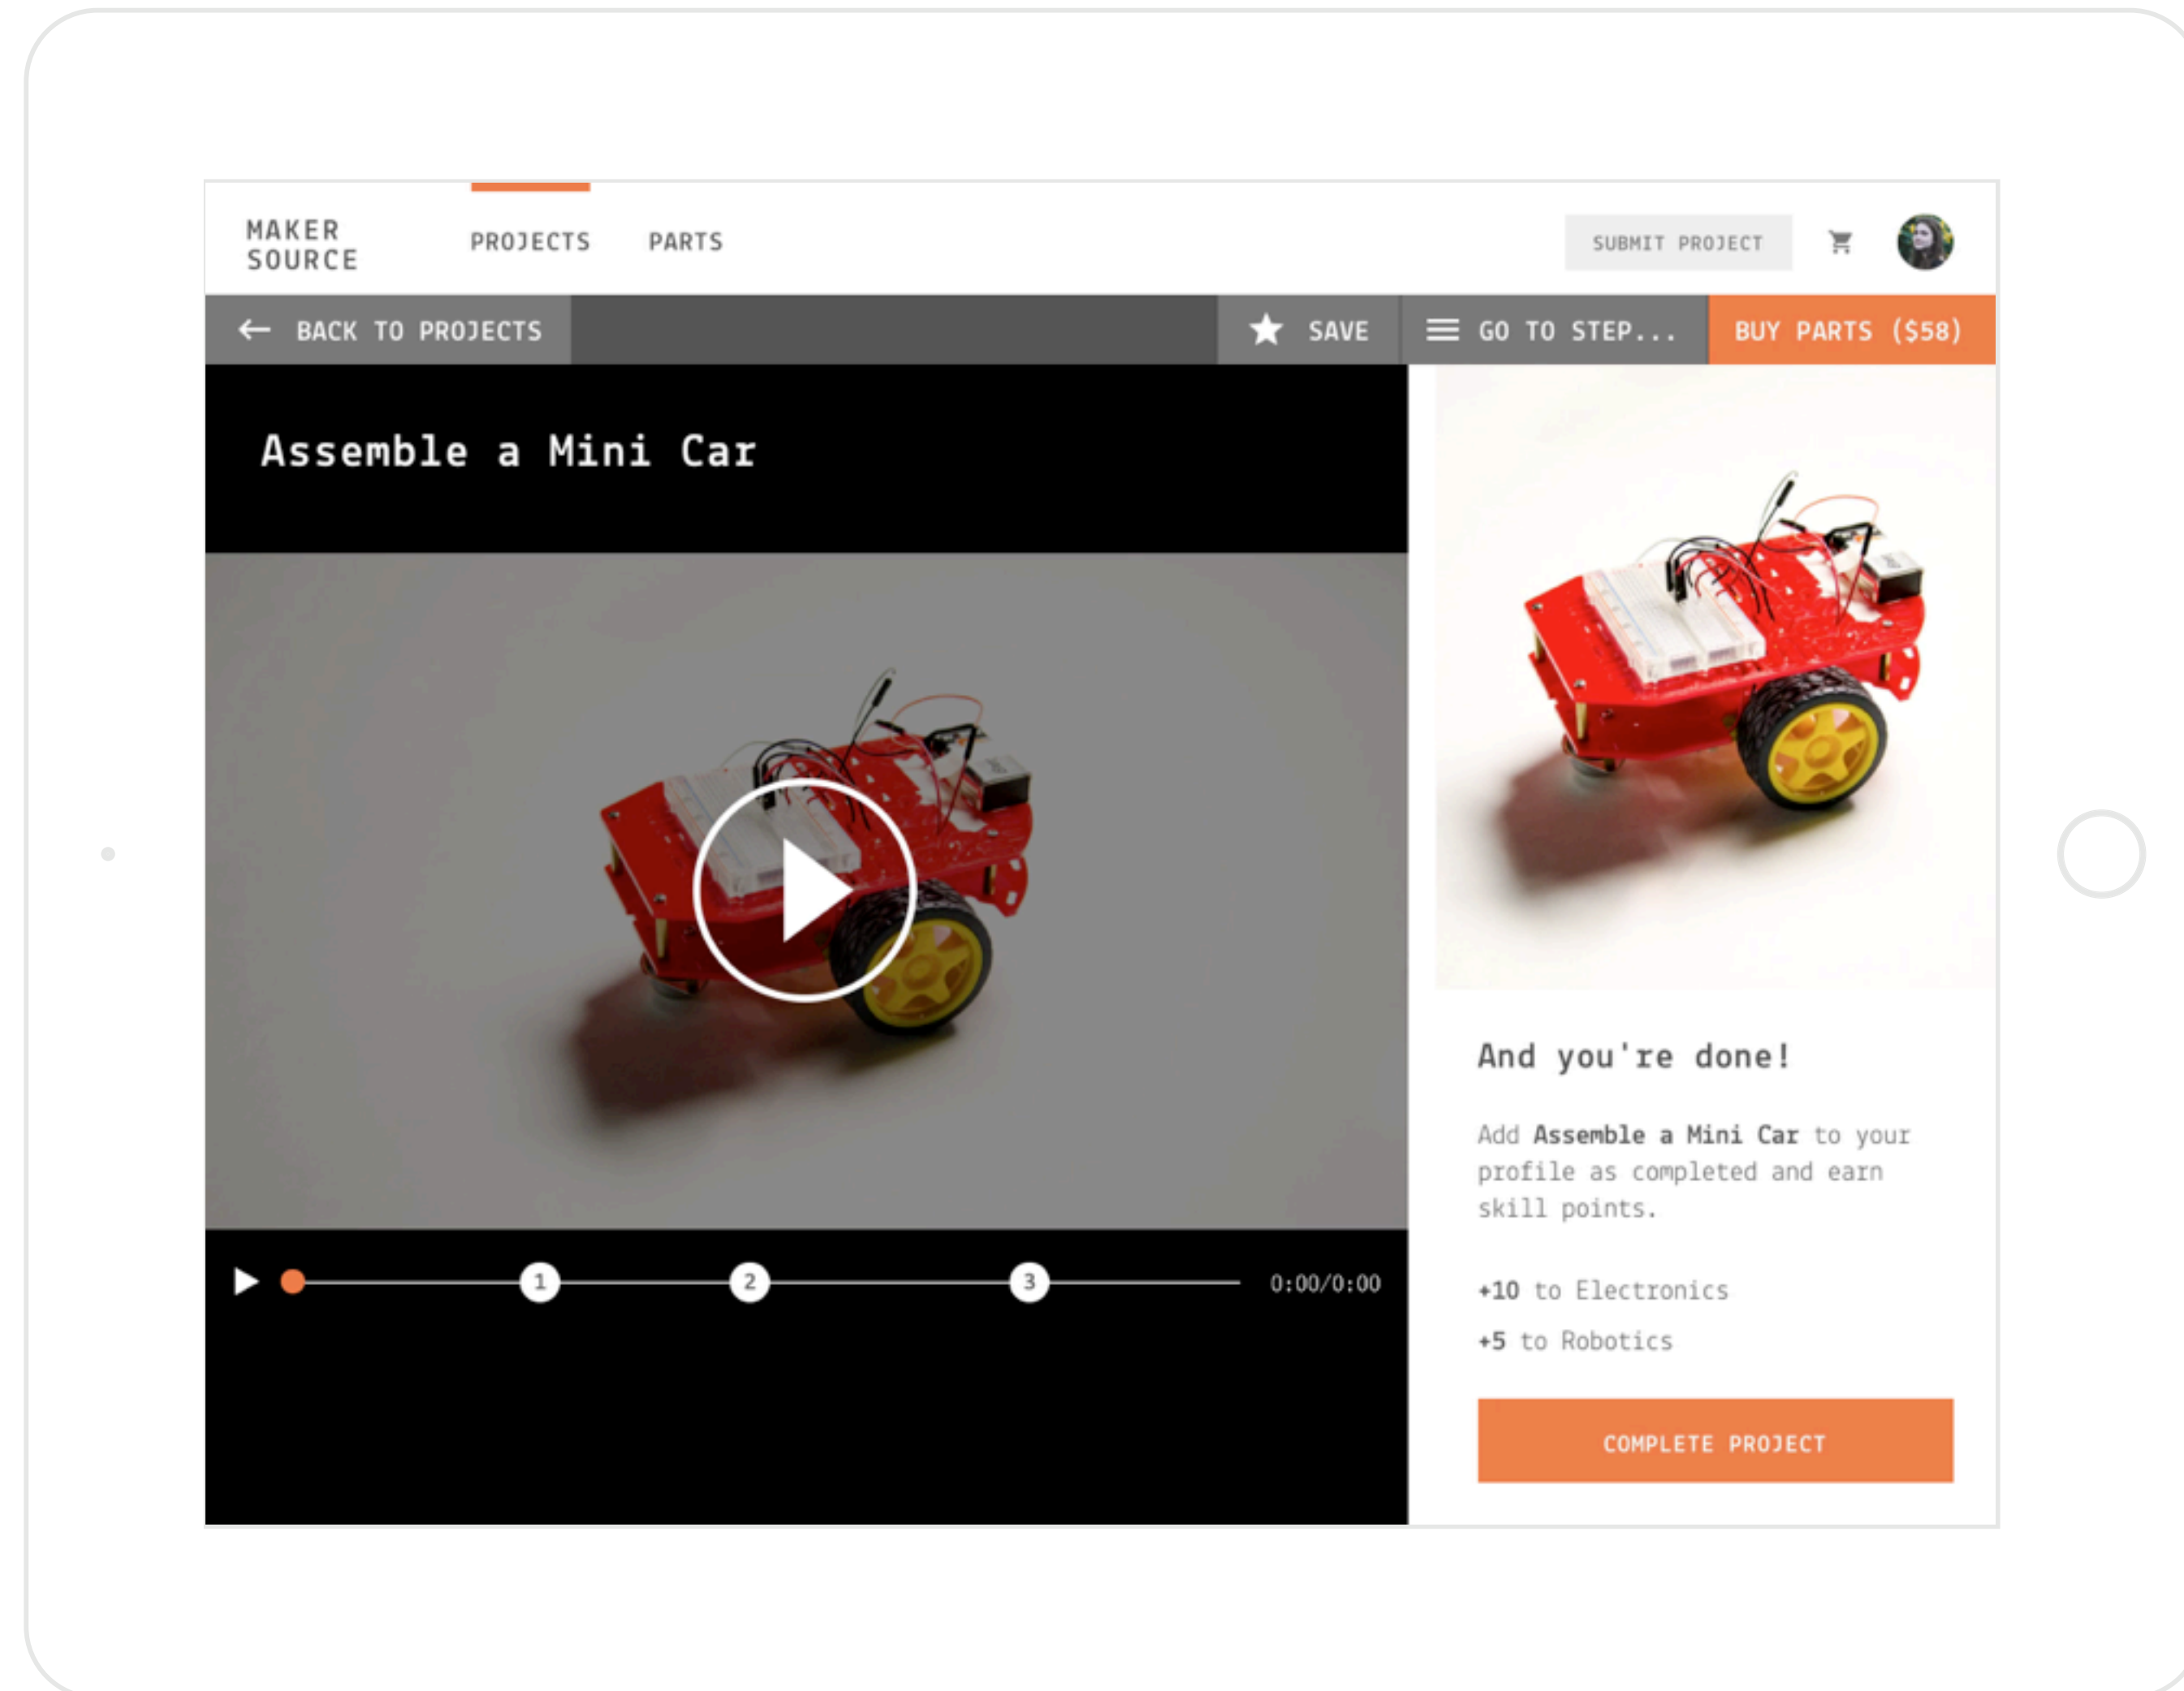 MAKER
SOURCE
PROJECTS
PARTS
SUBMIT PROJECT
BACK TO PROJECTS
SAVE
GO TO STEP...
BUY PARTS ($58)
Assemble a Mini Car
1
2
3
0:00/0:00
And you're done!
Add Assemble a Mini Car to your
profile as completed and earn
skill points.
+10 to Electronics
+5 to Robotics
COMPLETE PROJECT